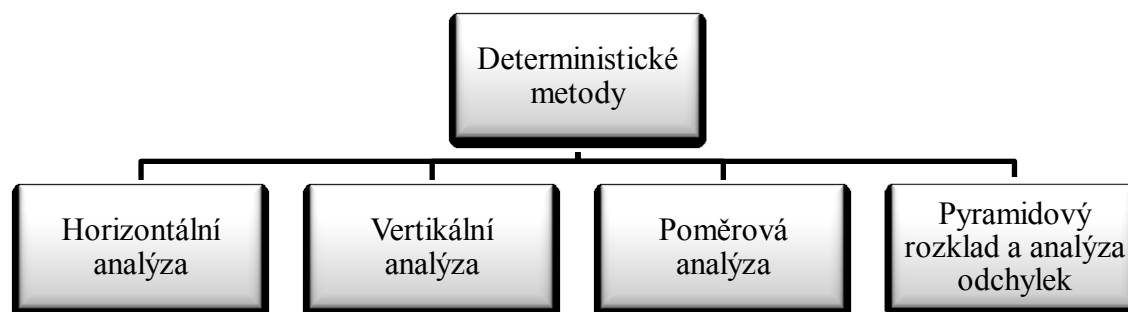 Deterministické
metody
Horizontální
analýza
Vertikální
analýza
Poměrová
analýza
Pyramidový
rozklad a analýza
odchylek